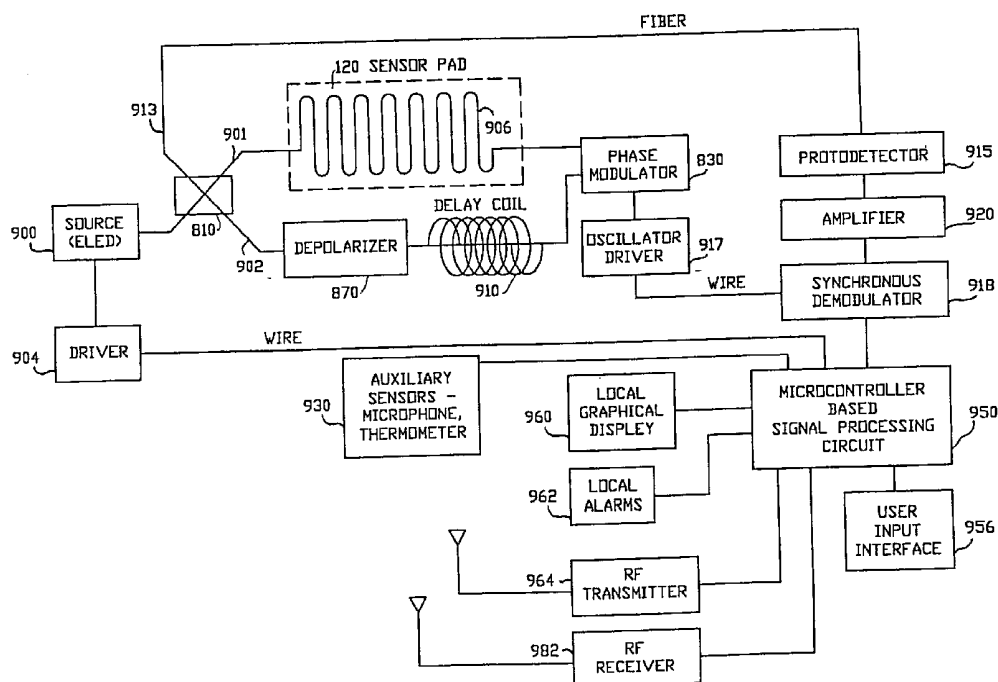 FIBER
120 SENSOR PAD
913
901
906
PHASE
MODULATOR
830
PROTODETECTOR
915
SOURCE
(ELED)
900
810
902
DEPOLARIZER
870
DELAY COIL
910
OSCILLATOR
DRIVER
917
AMPLIFIER
920
WIRE
SYNCHRONOUS
DEMODULATOR
918
DRIVER
904
WIRE
AUXILIARY
SENSORS -
MICROPHONE,
THERMOMETER
930
LOCAL
GRAPHICAL
DISPLAY
960
MICROCONTROLLER
BASED
SIGNAL PROCESSING
CIRCUIT
950
LOCAL
ALARMS
962
USER
INPUT
INTERFACE
956
RF
TRANSMITTER
964
RF
RECEIVER
982